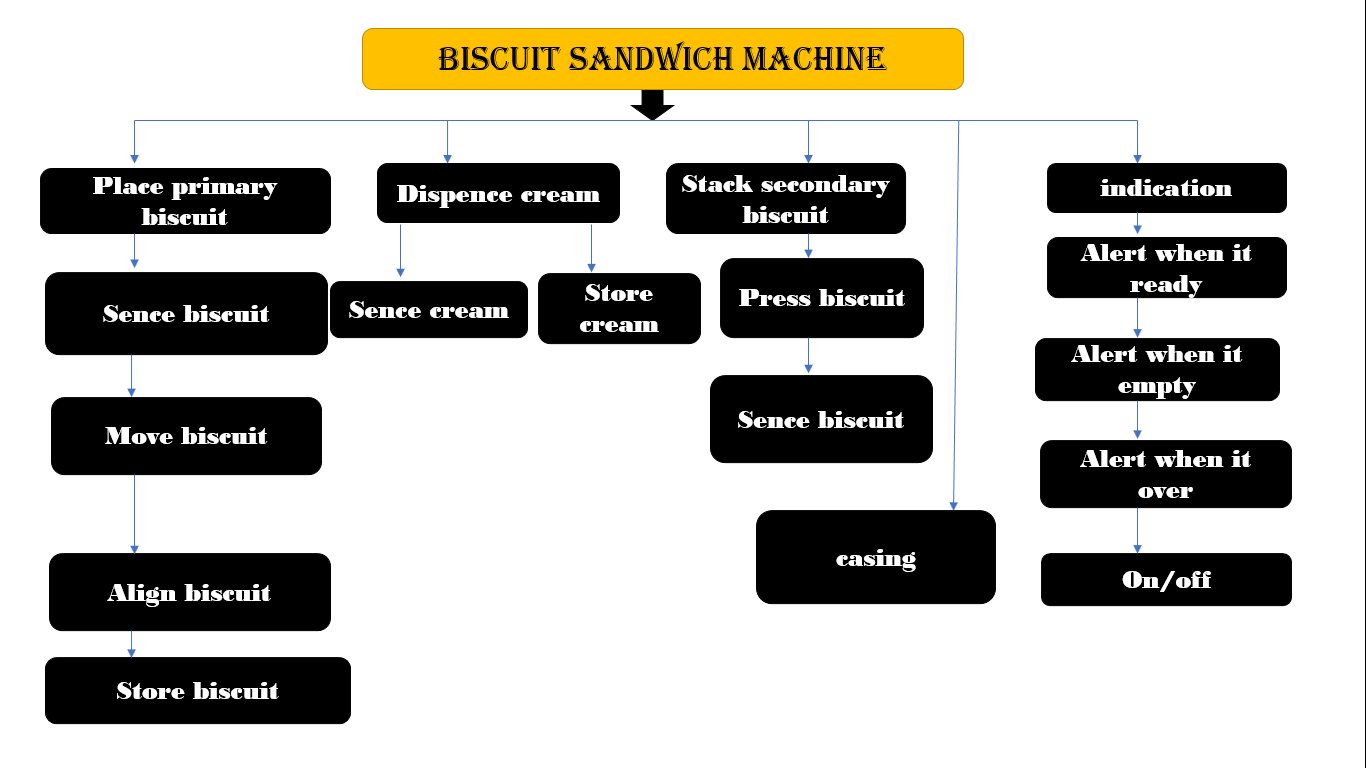 BISCUIT SANDWICH MACHINE
Place primary
biscuit
Sence biscuit
Move biscuit
Align biscuit
Store biscuit
Dispence cream
Sence cream
Store
cream
Stack secondary
biscuit
Press biscuit
Sence biscuit
casing
indication
Alert when it
ready
Alert when it
empty
Alert when it
over
On/off